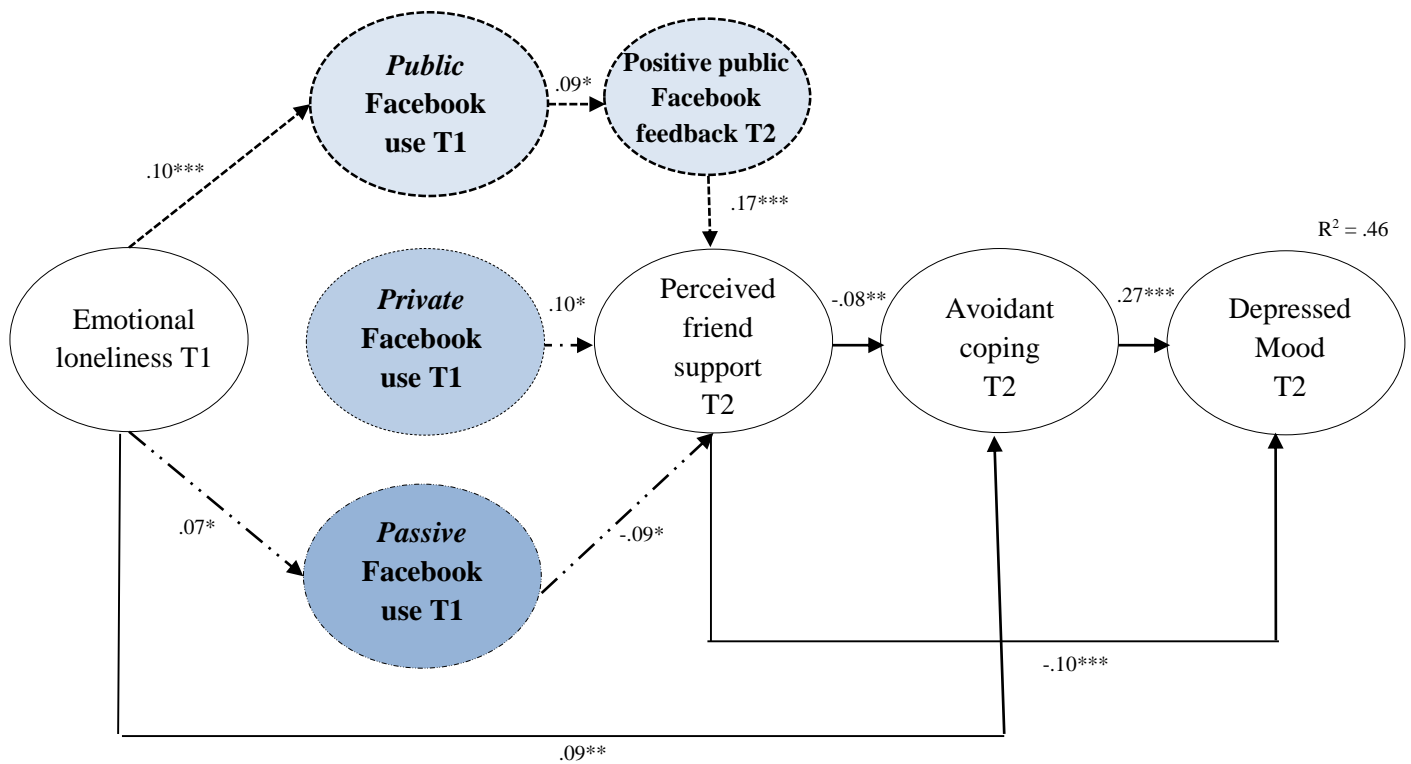 Public
Facebook
use T1
.09*
Positive public
Facebook
feedback T2
.10***
.17***
R² = .46
Emotional
loneliness T1
Private
Facebook
use T1
.10*
Perceived
friend
support
T2
-.08**
Avoidant
coping
T2
.27***
Depressed
Mood
T2
.07*
Passive
Facebook
use T1
-.09*
-.10***
.09**